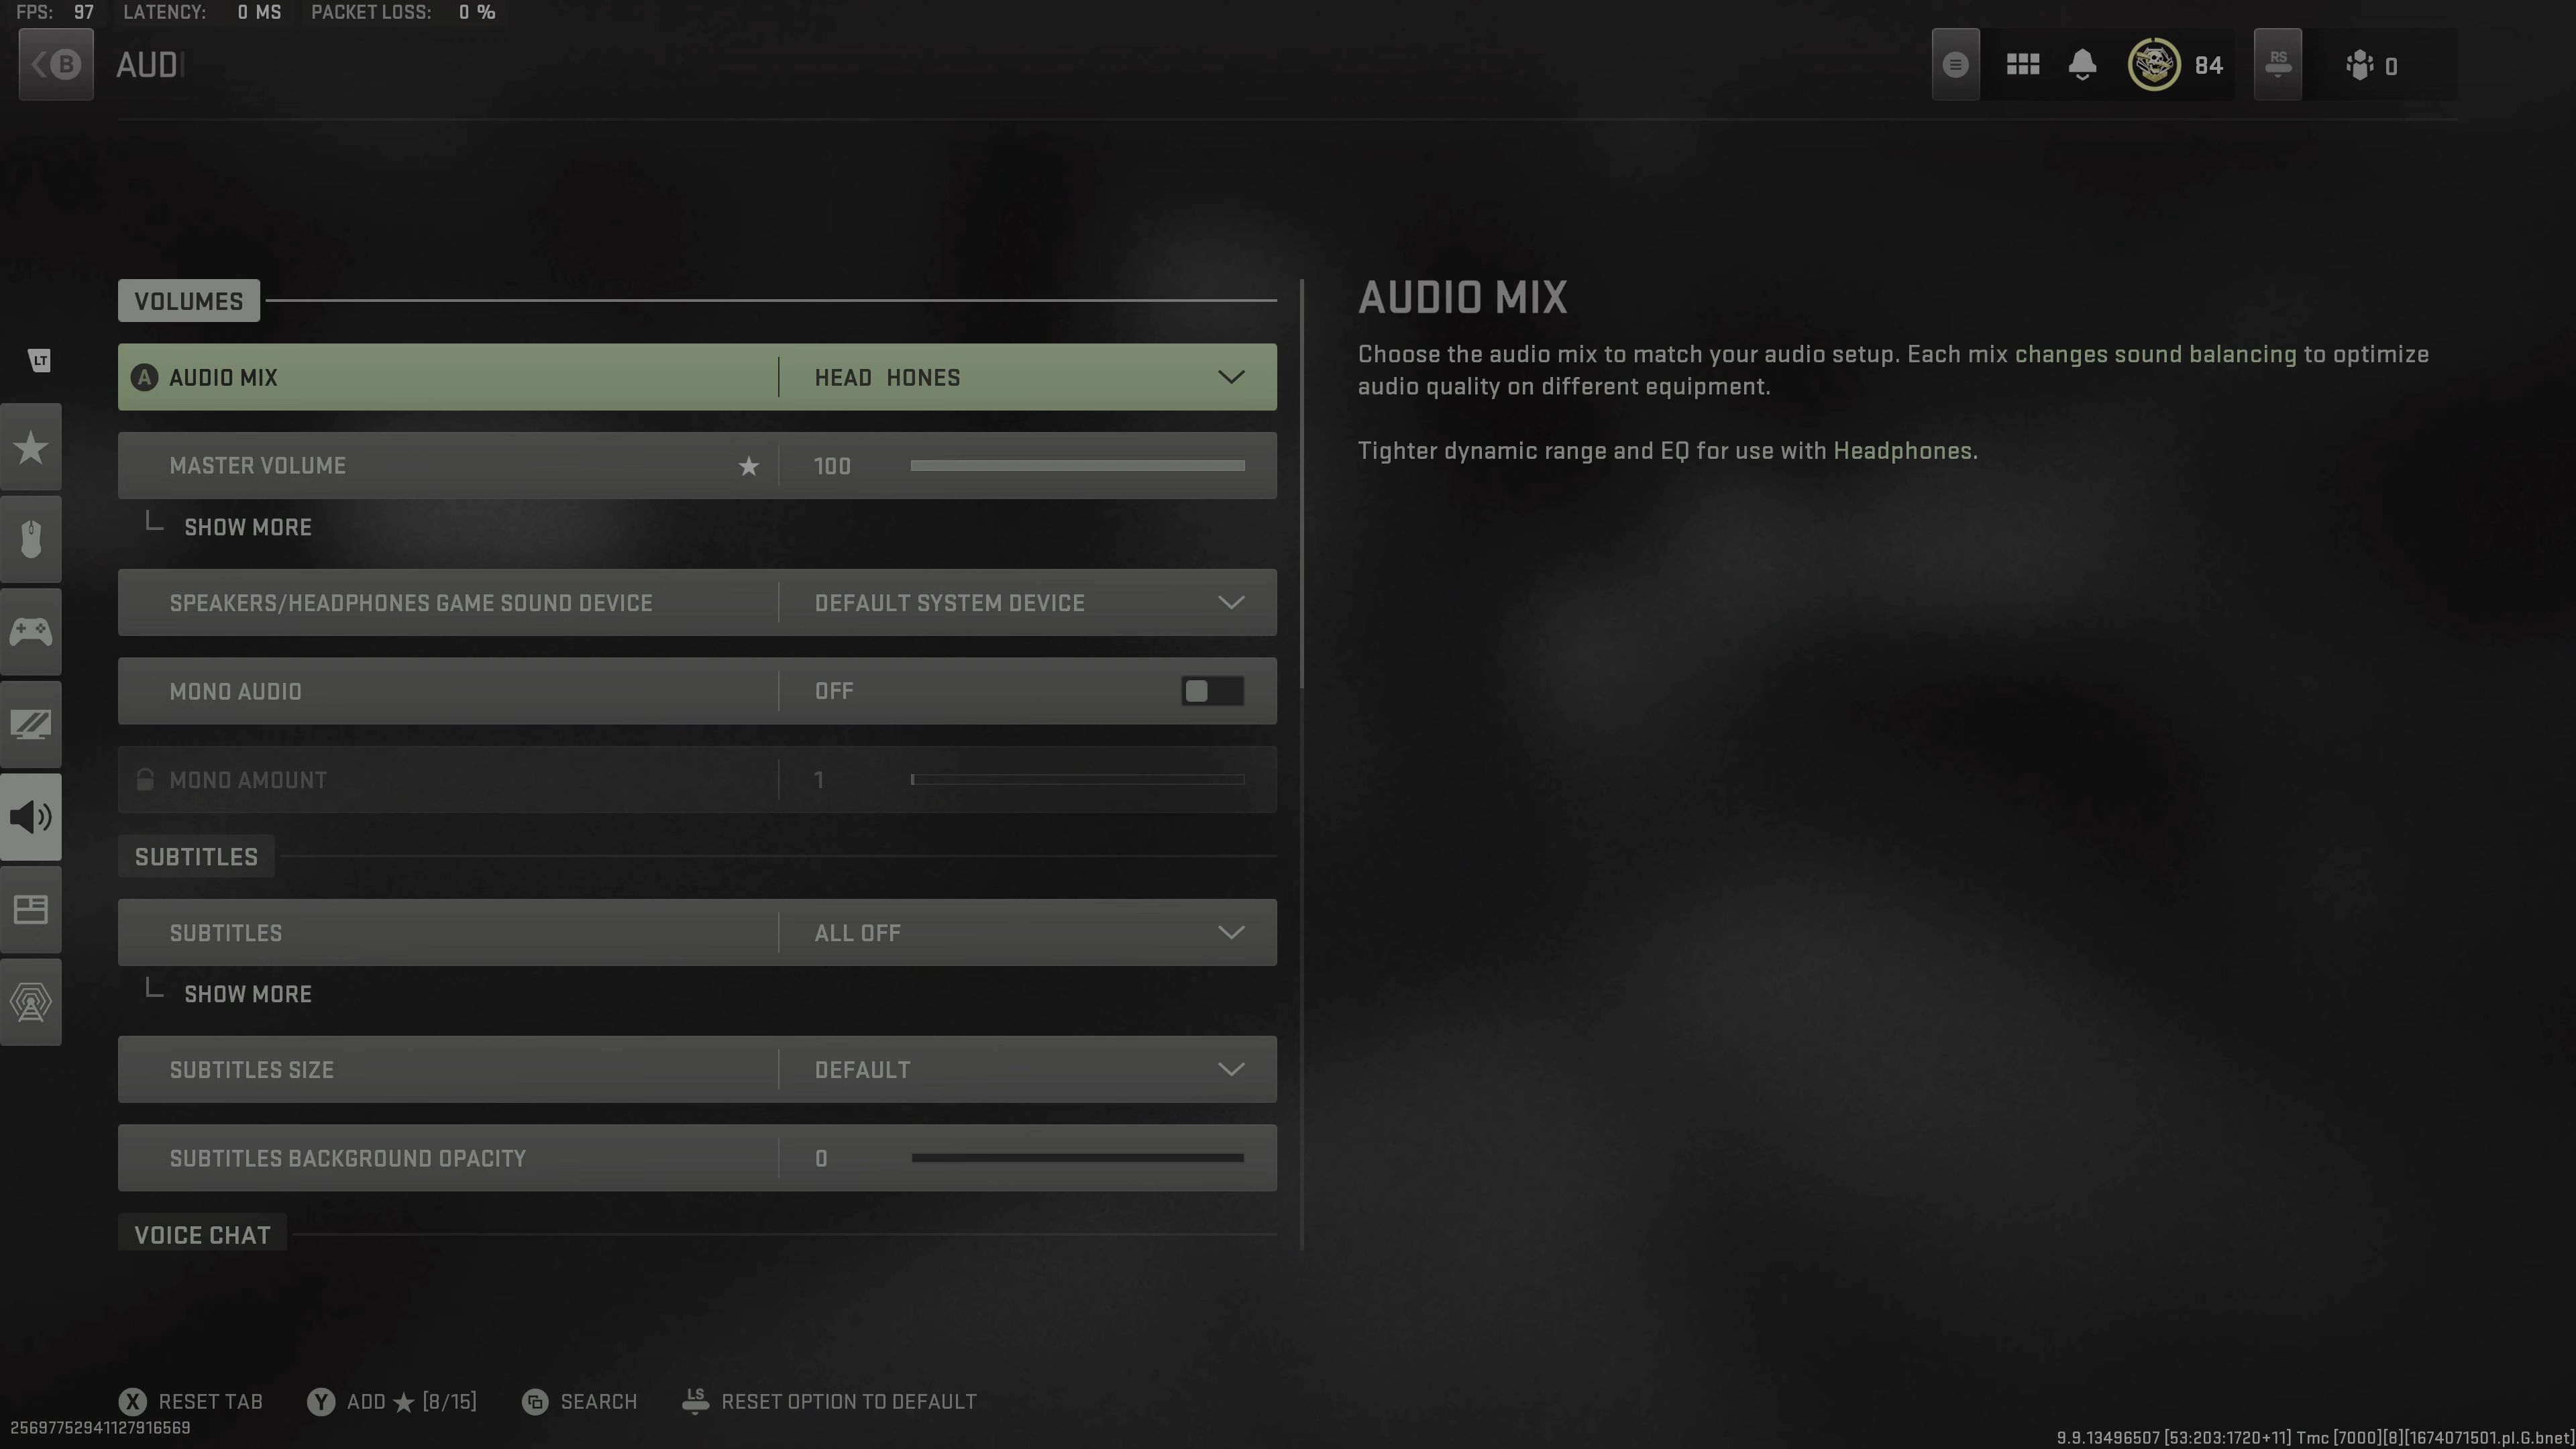 FPS: 97 LATENCY: 0 MS PACKET LOSS: 0 %
B AUD
84 RS 0
VOLUMES
LT
A AUDIO MIX HEAD HONES
MASTER VOLUME 100
SHOW MORE
SPEAKERS/HEADPHONES GAME SOUND DEVICE DEFAULT SYSTEM DEVICE
MONO AUDIO OFF
MONO AMOUNT 1
SUBTITLES
SUBTITLES ALL OFF
SHOW MORE
SUBTITLES SIZE DEFAULT
SUBTITLES BACKGROUND OPACITY 0
VOICE CHAT
AUDIO MIX
Choose the audio mix to match your audio setup. Each mix changes sound balancing to optimize
audio quality on different equipment.
Tighter dynamic range and EQ for use with Headphones.
X RESET TAB Y ADD ★ [8/15] SEARCH LS RESET OPTION TO DEFAULT
25697752941127916569
9.9.13496507 [53:203:1720+11] Tmc [7000][8][1674071501.pl.G.bnet]